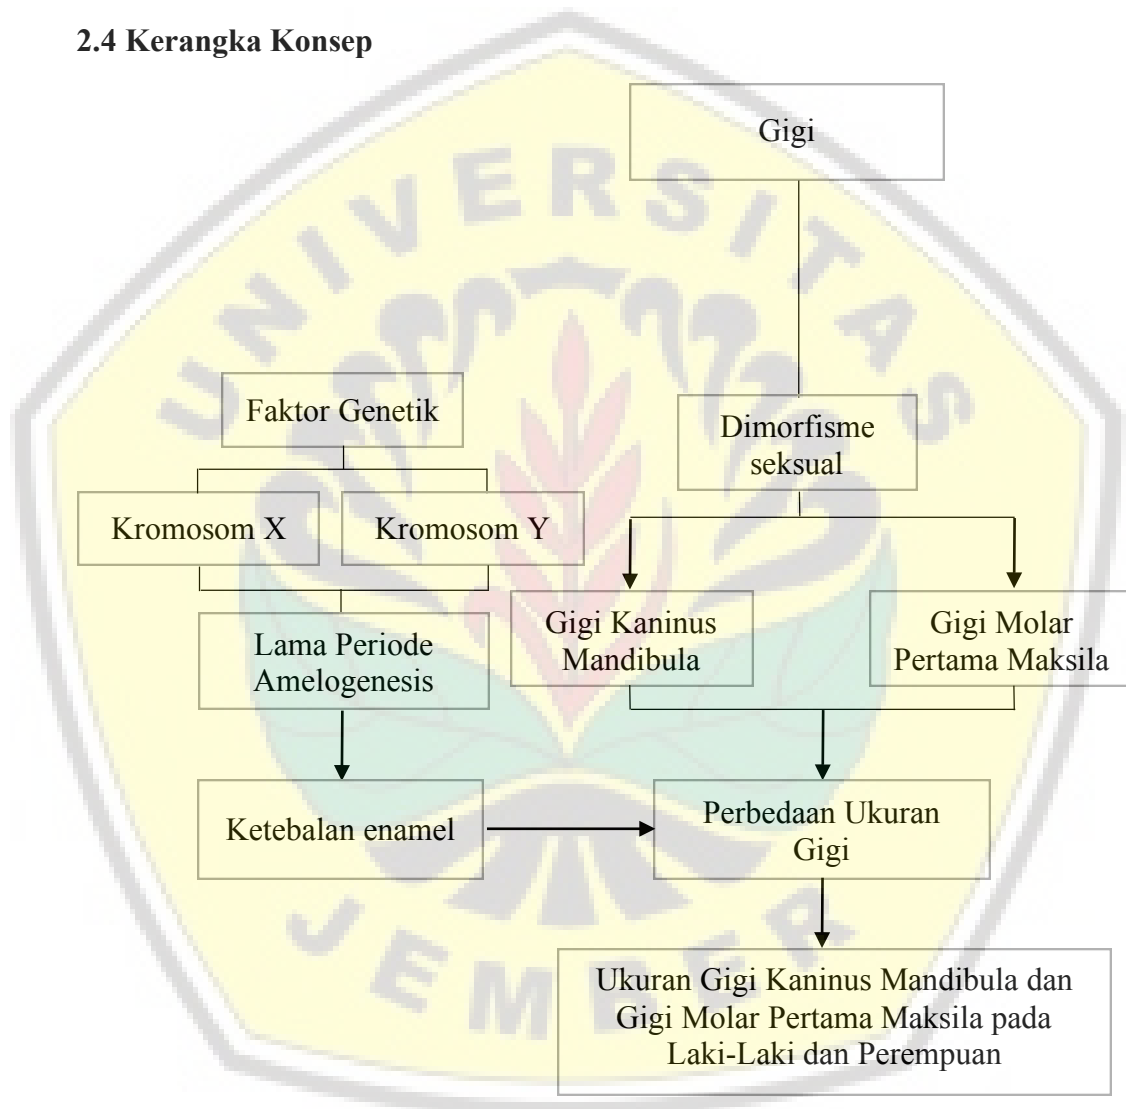 2.4 Kerangka Konsep
Gigi
UNIVERSITAS
Faktor Genetik
Dimorfisme
seksual
Kromosom X
Kromosom Y
Gigi Kaninus
Mandibula
Gigi Molar
Pertama Maksila
Lama Periode
Amelogenesis
Ketebalan enamel
Perbedaan Ukuran
Gigi
JEMBER
Ukuran Gigi Kaninus Mandibula dan
Gigi Molar Pertama Maksila pada
Laki-Laki dan Perempuan